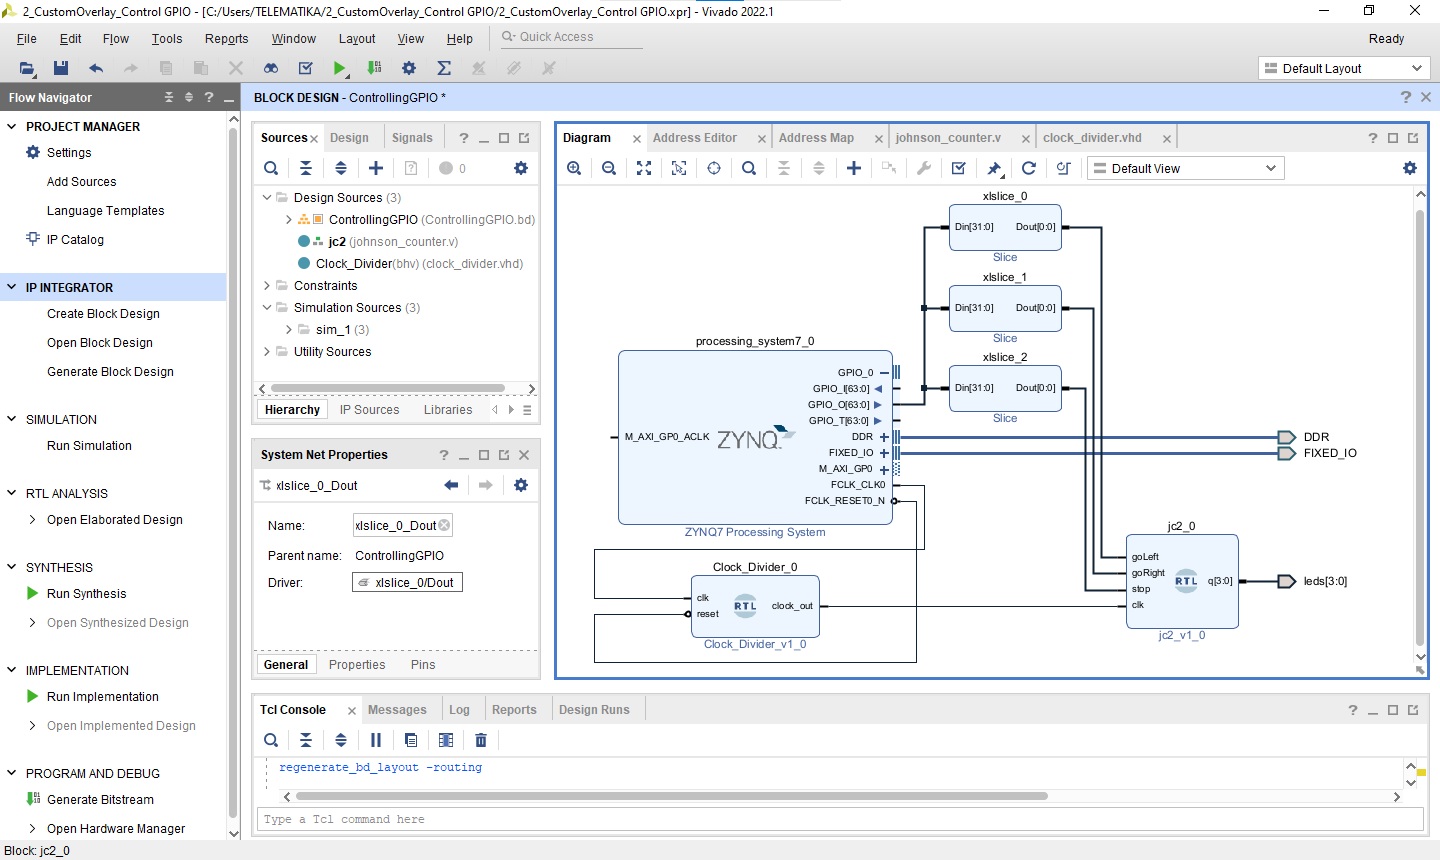 2_CustomOverlay_Control GPIO - [C:/Users/TELEMATIKA/2_CustomOverlay_Control GPIO/2_CustomOverlay_Control GPIO.xpr] - Vivado 2022.1
File Edit Flow Tools Reports Window Layout View Help Quick Access Ready
Default Layout
Flow Navigator
PROJECT MANAGER
Settings
Add Sources
Language Templates
IP Catalog
IP INTEGRATOR
Create Block Design
Open Block Design
Generate Block Design
SIMULATION
Run Simulation
RTL ANALYSIS
Open Elaborated Design
SYNTHESIS
Run Synthesis
Open Synthesized Design
IMPLEMENTATION
Run Implementation
Open Implemented Design
PROGRAM AND DEBUG
Generate Bitstream
Open Hardware Manager
Block: jc2_0
BLOCK DESIGN - ControllingGPIO *
Sources Design Signals
0
Design Sources (3)
ControllingGPIO (ControllingGPIO.bd)
jc2 (johnson_counter.v)
Clock_Divider(bhv) (clock_divider.vhd)
Constraints
Simulation Sources (3)
sim_1 (3)
Utility Sources
Hierarchy IP Sources Libraries
System Net Properties
xlslice_0_Dout
Name: xlslice_0_Dout
Parent name: ControllingGPIO
Driver: xlslice_0/Dout
General Properties Pins
Diagram Address Editor Address Map johnson_counter.v clock_divider.vhd
Default View
xlslice_0
Din[31:0] Dout[0:0]
Slice
xlslice_1
Din[31:0] Dout[0:0]
Slice
xlslice_2
Din[31:0] Dout[0:0]
Slice
processing_system7_0
GPIO_0
GPIO_I[63:0]
GPIO_O[63:0]
GPIO_T[63:0]
M_AXI_GP0_ACLK ZYNQ DDR
FIXED_IO
M_AXI_GP0
FCLK_CLK0
FCLK_RESET0_N
ZYNQ7 Processing System
DDR
FIXED_IO
Clock_Divider_0
clk
reset
RTL
clock_out
Clock_Divider_v1_0
jc2_0
goLeft
goRight
stop
clk
RTL
q[3:0]
jc2_v1_0
leds[3:0]
Tcl Console Messages Log Reports Design Runs
regenerate_bd_layout -routing
Type a Tcl command here